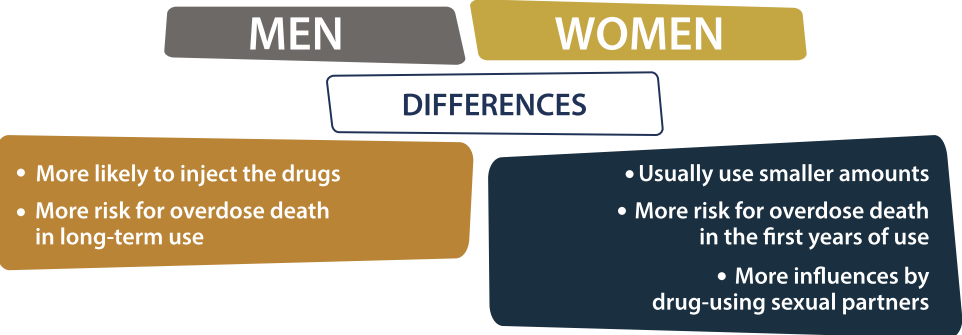 MEN
WOMEN
DIFFERENCES
• More likely to inject the drugs
• More risk for overdose death
in long-term use
• Usually use smaller amounts
• More risk for overdose death
in the first years of use
• More influences by
drug-using sexual partners